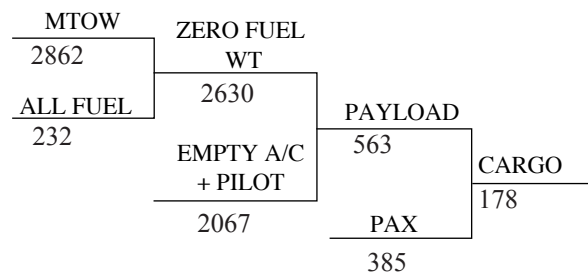 MTOW
2862
ALL FUEL
232
ZERO FUEL
WT
2630
EMPTY A/C
+ PILOT
2067
PAYLOAD
563
PAX
385
CARGO
178